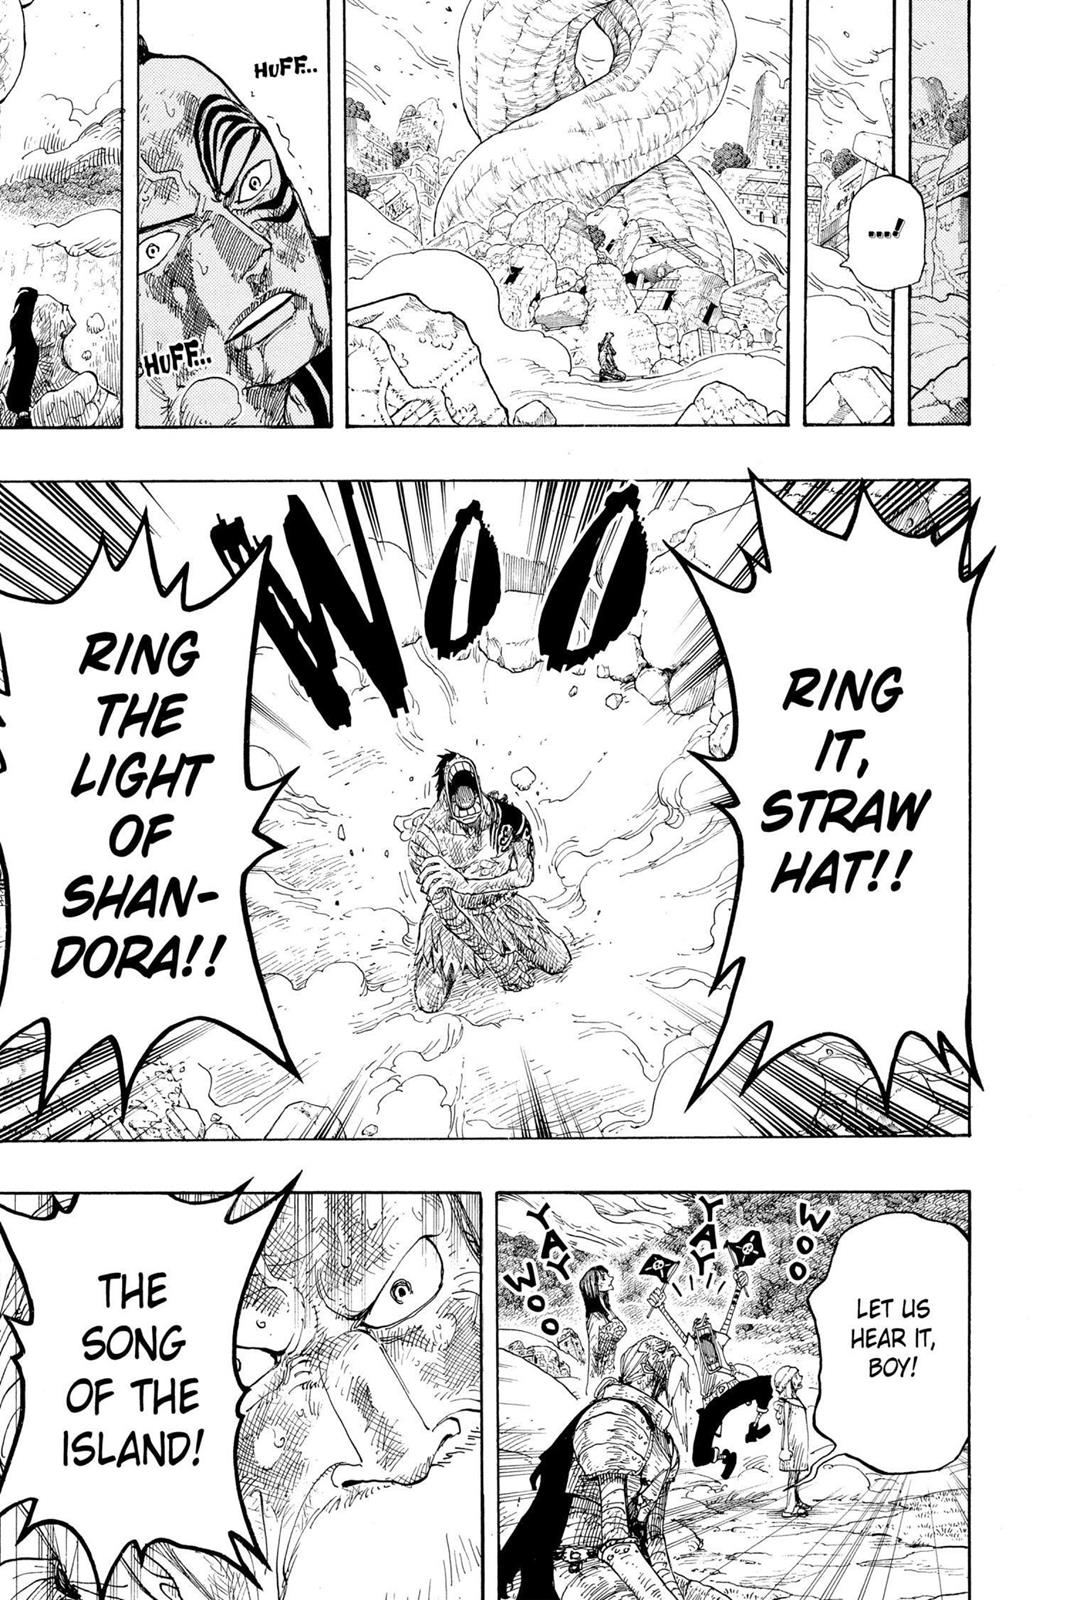 ....!
HUFF...
HUFF...
WOO
RING
IT,
STRAW
HAT!!
RING
THE
LIGHT
OF
SHAN-
DORA!!
LET US
HEAR IT,
BOY!
WOO
YAY
YAY
WOO
THE
SONG
OF THE
ISLAND!